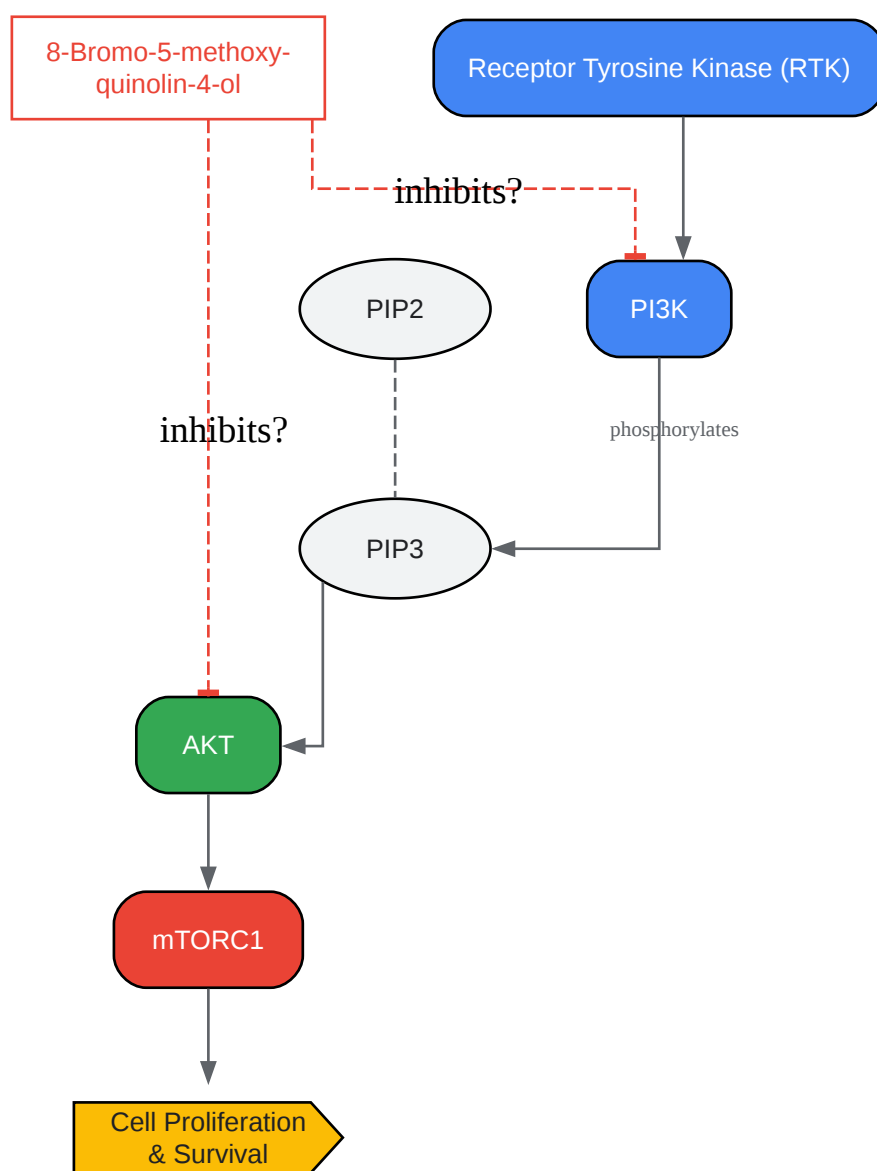 8-Bromo-5-methoxy-
quinolin-4-ol
Receptor Tyrosine Kinase (RTK)
inhibits?
PIP2
PI3K
inhibits?
phosphorylates
PIP3
AKT
mTORC1
Cell Proliferation
& Survival